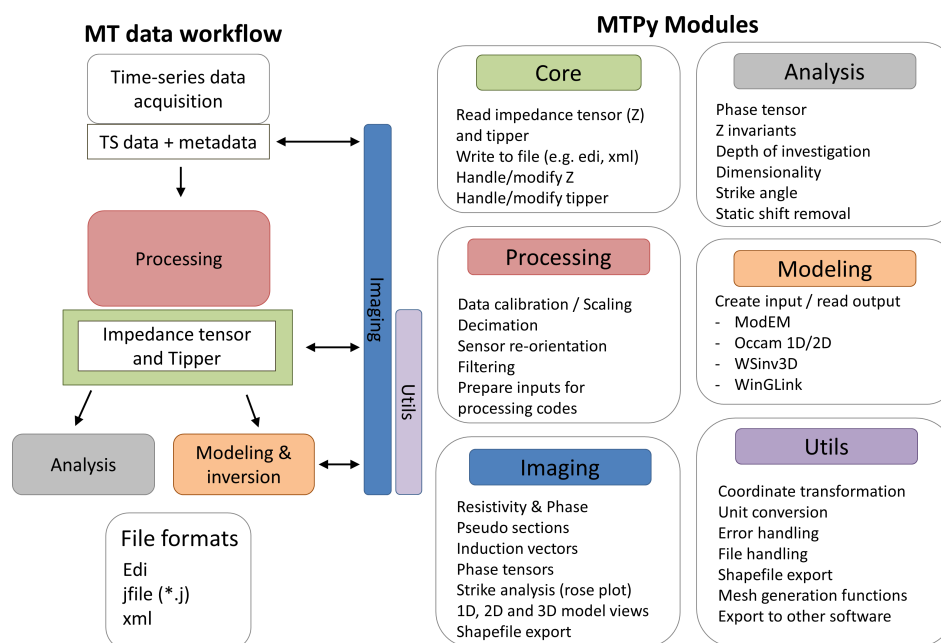 MT data workflow
Time-series data
acquisition
TS data + metadata
Processing
Impedance tensor
and Tipper
Analysis
Modeling &
inversion
Imaging
Utils
File formats
Edi
jfile (*.j)
xml
MTPy Modules
Core
Read impedance tensor (Z)
and tipper
Write to file (e.g. edi, xml)
Handle/modify Z
Handle/modify tipper
Analysis
Phase tensor
Z invariants
Depth of investigation
Dimensionality
Strike angle
Static shift removal
Processing
Data calibration / Scaling
Decimation
Sensor re-orientation
Filtering
Prepare inputs for
processing codes
Modeling
Create input / read output
- ModEM
- Occam 1D/2D
- WSinv3D
- WinGLink
Imaging
Resistivity & Phase
Pseudo sections
Induction vectors
Phase tensors
Strike analysis (rose plot)
1D, 2D and 3D model views
Shapefile export
Utils
Coordinate transformation
Unit conversion
Error handling
File handling
Shapefile export
Mesh generation functions
Export to other software